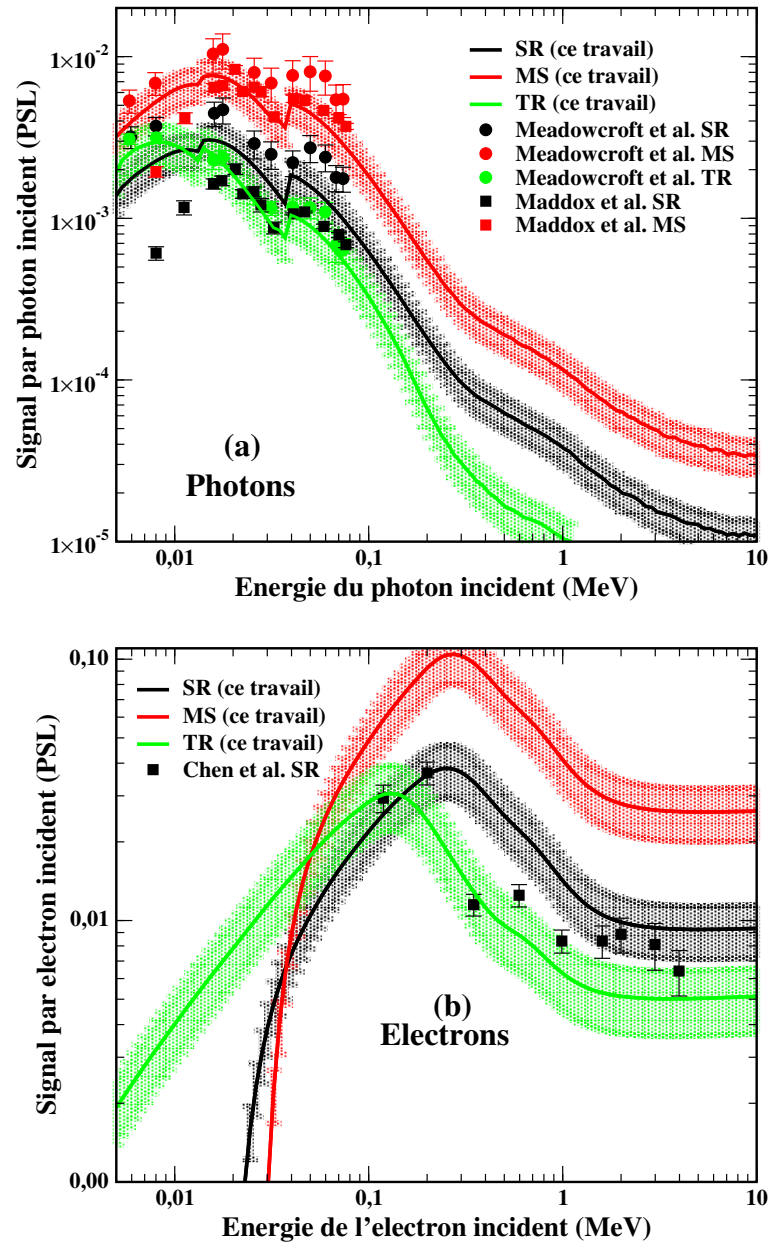 1×10⁻²
1×10⁻³
1×10⁻⁴
1×10⁻⁵
Signal par photon incident (PSL)
SR (ce travail)
MS (ce travail)
TR (ce travail)
Meadowcroft et al. SR
Meadowcroft et al. MS
Meadowcroft et al. TR
Maddox et al. SR
Maddox et al. MS
(a)
Photons
0,01 0,1 1 10
Energie du photon incident (MeV)
0,10
0,01
0,00
Signal par electron incident (PSL)
SR (ce travail)
MS (ce travail)
TR (ce travail)
Chen et al. SR
(b)
Electrons
0,01 0,1 1 10
Energie de l'electron incident (MeV)